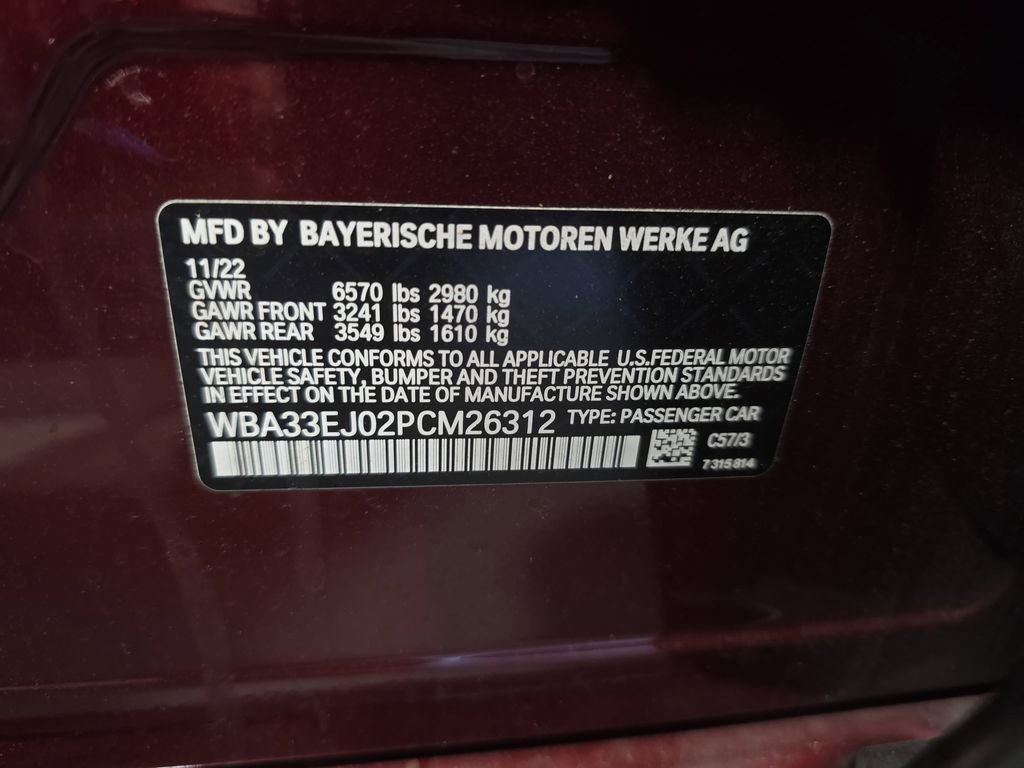 MFD BY BAYERISCHE MOTOREN WERKE AG
11/22
GVWR 6570 lbs 2980 kg
GAWR FRONT 3241 lbs 1470 kg
GAWR REAR 3549 lbs 1610 kg
THIS VEHICLE CONFORMS TO ALL APPLICABLE U.S.FEDERAL MOTOR
VEHICLE SAFETY, BUMPER AND THEFT PREVENTION STANDARDS
IN EFFECT ON THE DATE OF MANUFACTURE SHOWN ABOVE.
WBA33EJ02PCM26312 TYPE: PASSENGER CAR
C57/3
7 315 814